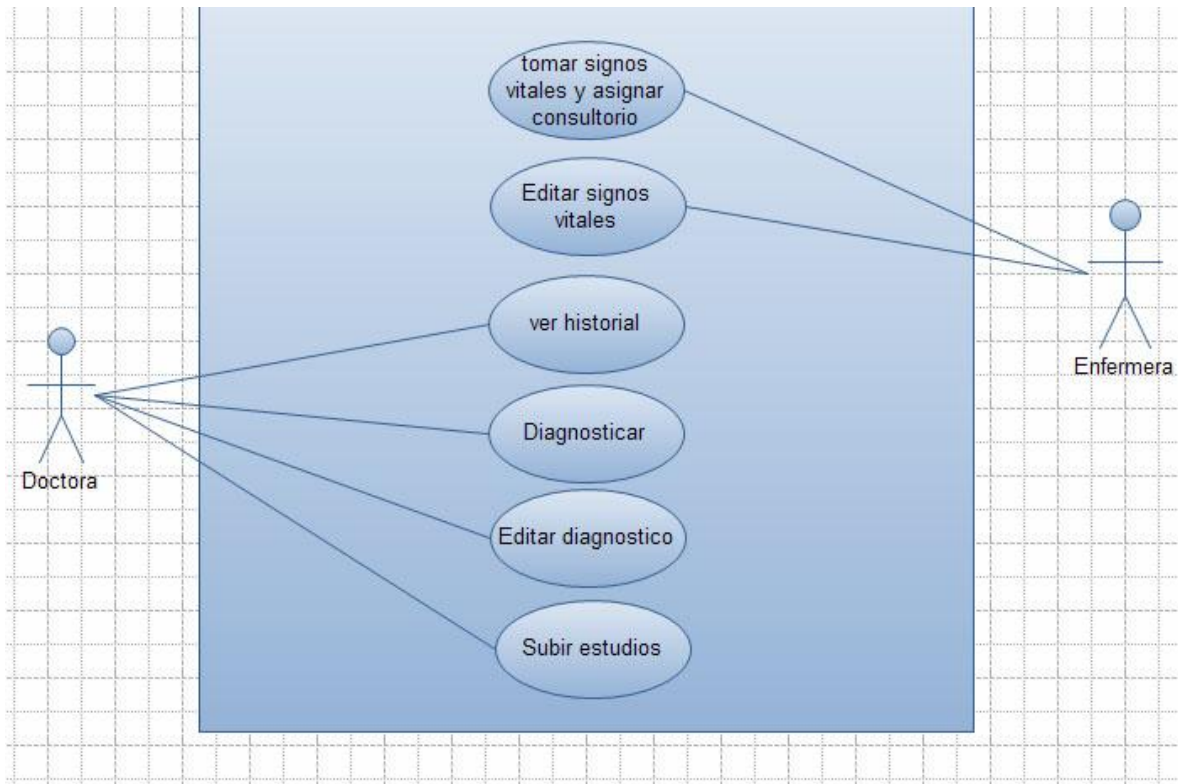 tomar signos
vitales y asignar
consultorio
Editar signos
vitales
ver historial
Enfermera
Diagnosticar
Doctora
Editar diagnostico
Subir estudios